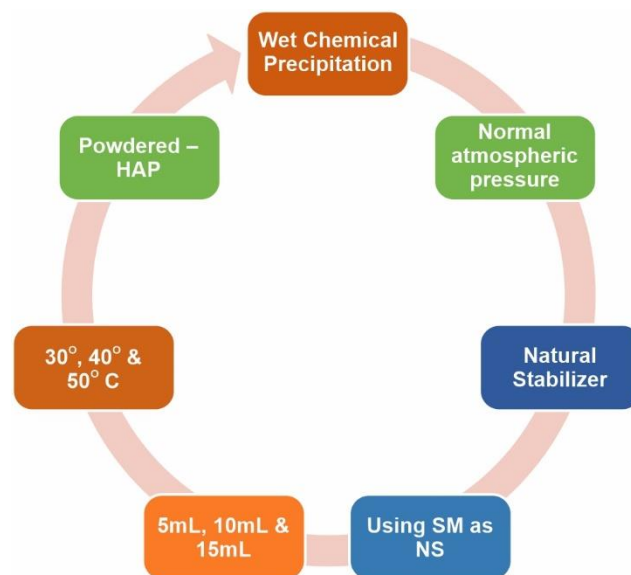 Wet Chemical
Precipitation
Normal
atmospheric
pressure
Natural
Stabilizer
Using SM as
NS
5mL, 10mL &
15mL
30°, 40° &
50° C
Powdered –
HAP